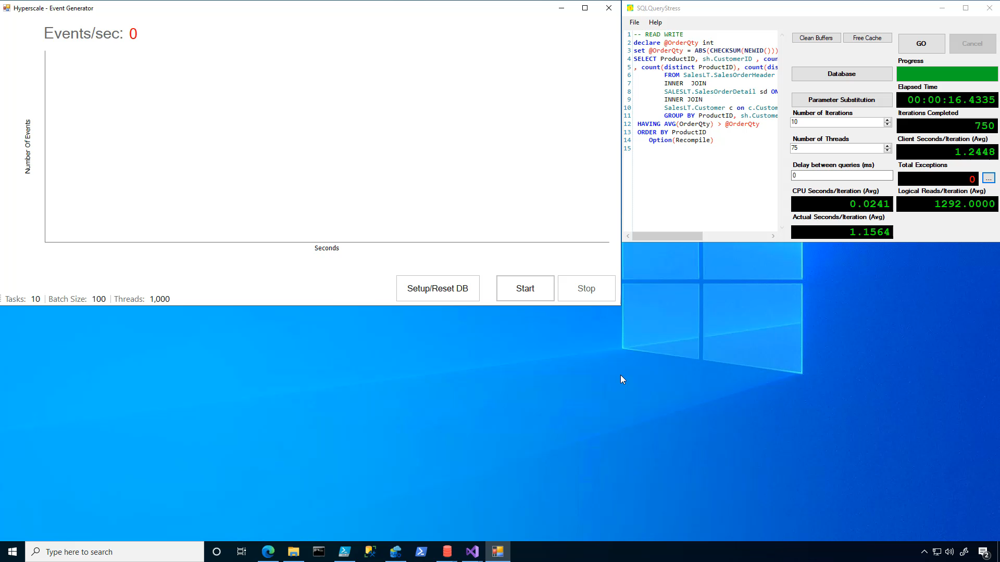 Hyperscale - Event Generator
Events/sec: 0
Number Of Events
Seconds
Setup/Reset DB
Start
Stop
Tasks: 10
Batch Size: 100
Threads: 1,000
SQLQueryStress
File Help
1 -- READ WRITE
2 declare @OrderQty int
3 set @OrderQty = ABS(CHECKSUM(NEWID()))
4 SELECT ProductID, sh.CustomerID , coun
5 , count(distinct ProductID), count(dis
6 FROM SalesLT.SalesOrderHeader
7 INNER JOIN
8 SALESLT.SalesOrderDetail sd ON
9 INNER JOIN
10 SalesLT.Customer c on c.Custom
11 GROUP BY ProductID, sh.Custome
12 HAVING AVG(OrderQty) > @OrderQty
13 ORDER BY ProductID
14 Option(Recompile)
15
Clean Buffers
Free Cache
GO
Cancel
Database
Parameter Substitution
Number of Iterations
10
Number of Threads
75
Delay between queries (ms)
0
CPU Seconds/Iteration (Avg)
0.0241
Actual Seconds/Iteration (Avg)
1.1564
Progress
Elapsed Time
00:00:16.4335
Iterations Completed
750
Client Seconds/Iteration (Avg)
1.2448
Total Exceptions
0
...
Logical Reads/Iteration (Avg)
1292.0000
Type here to search
2